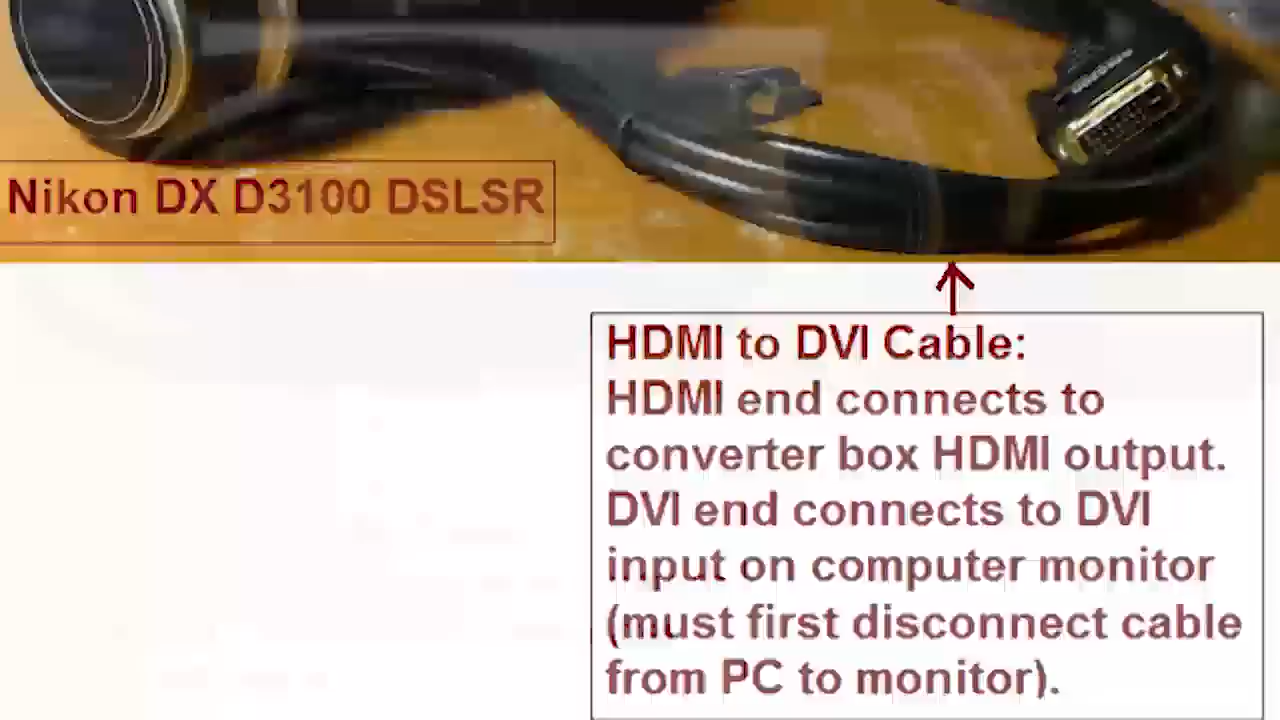 Nikon DX D3100 DSLSR
HDMI to DVI Cable:
HDMI end connects to
converter box HDMI output.
DVI end connects to DVI
input on computer monitor
(must first disconnect cable
from PC to monitor).